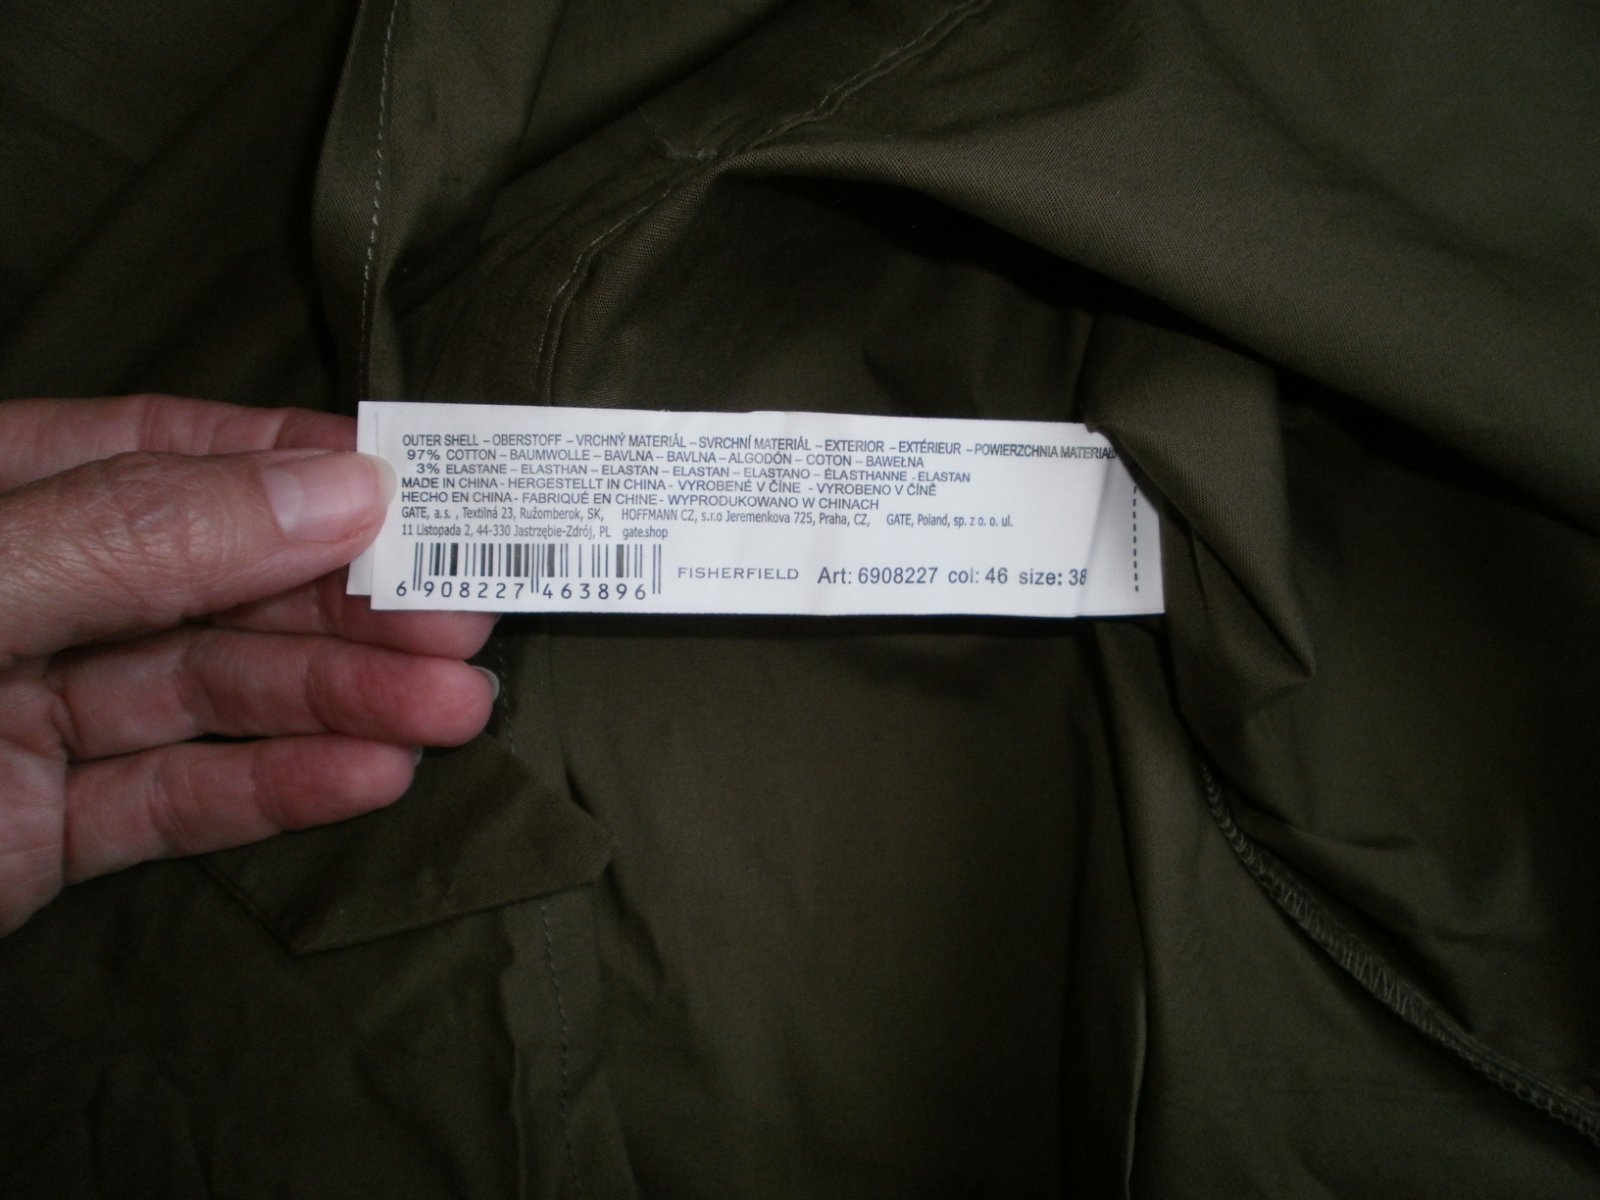 OUTER SHELL – OBERSTOFF – VRCHNÝ MATERIÁL – SVRCHNÍ MATERIÁL – EXTERIOR – EXTÉRIEUR – POWIERZCHNIA MATERIAŁU
97% COTTON – BAUMWOLLE – BAVLNA – BAVLNA – ALGODÓN – COTON – BAWEŁNA
3% ELASTANE – ELASTHAN – ELASTAN – ELASTAN – ELASTANO – ÉLASTHANNE - ELASTAN
MADE IN CHINA - HERGESTELLT IN CHINA - VYROBENÉ V ČÍNE - VYROBENO V ČÍNĚ
HECHO EN CHINA - FABRIQUÉ EN CHINE - WYPRODUKOWANO W CHINACH
GATE, a.s. , Textilná 23, Ružomberok, SK, HOFFMANN CZ, s.r.o Jeremenkova 725, Praha, CZ, GATE, Poland, sp. z o. o. ul.
11 Listopada 2, 44-330 Jastrzębie-Zdrój, PL gate.shop
6 908227 463896 FISHERFIELD Art: 6908227 col: 46 size: 38